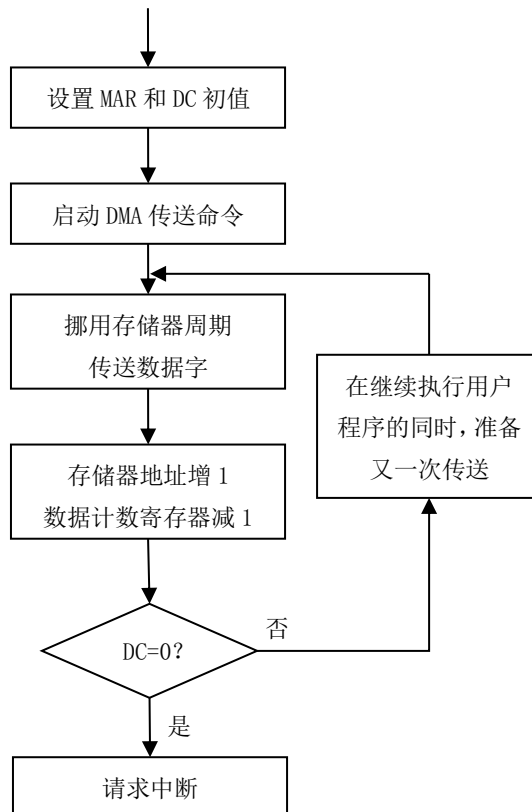 设置 MAR 和 DC 初值
启动 DMA 传送命令
挪用存储器周期
传送数据字
在继续执行用户
程序的同时，准备
又一次传送
存储器地址增 1
数据计数寄存器减 1
DC=0?
否
是
请求中断